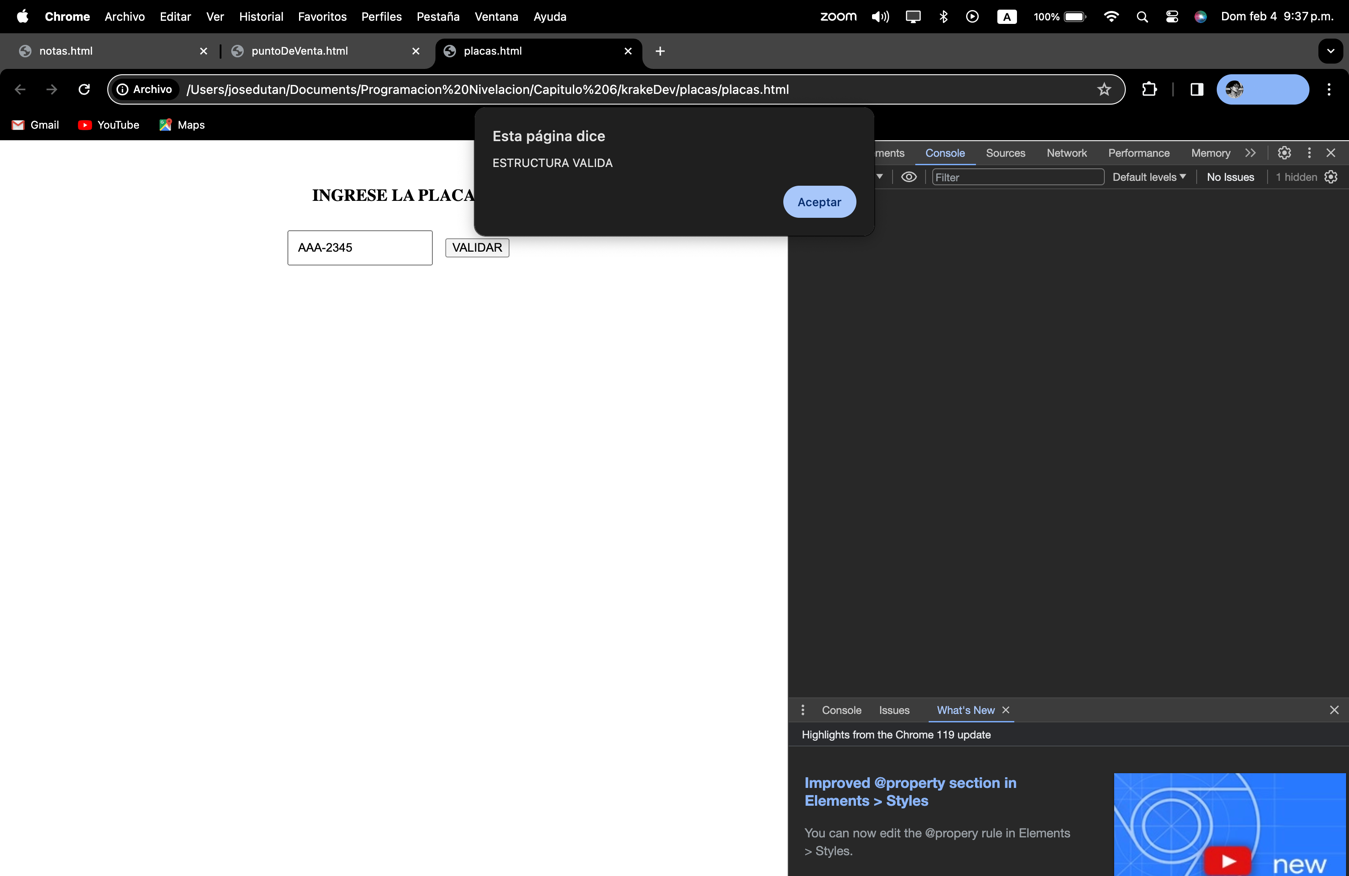 Chrome Archivo Editar Ver Historial Favoritos Perfiles Pestaña Ventana Ayuda zoom A 100% Dom feb 4 9:37 p.m.
notas.html puntoDeVenta.html placas.html
Archivo /Users/josedutan/Documents/Programacion%20Nivelacion/Capitulo%206/krakeDev/placas/placas.html
Gmail YouTube Maps
Esta página dice
ESTRUCTURA VALIDA
Aceptar
INGRESE LA PLACA
AAA-2345 VALIDAR
ments Console Sources Network Performance Memory
Filter Default levels No Issues 1 hidden
Console Issues What's New
Highlights from the Chrome 119 update
Improved @property section in
Elements > Styles
You can now edit the @propery rule in Elements
> Styles.
new